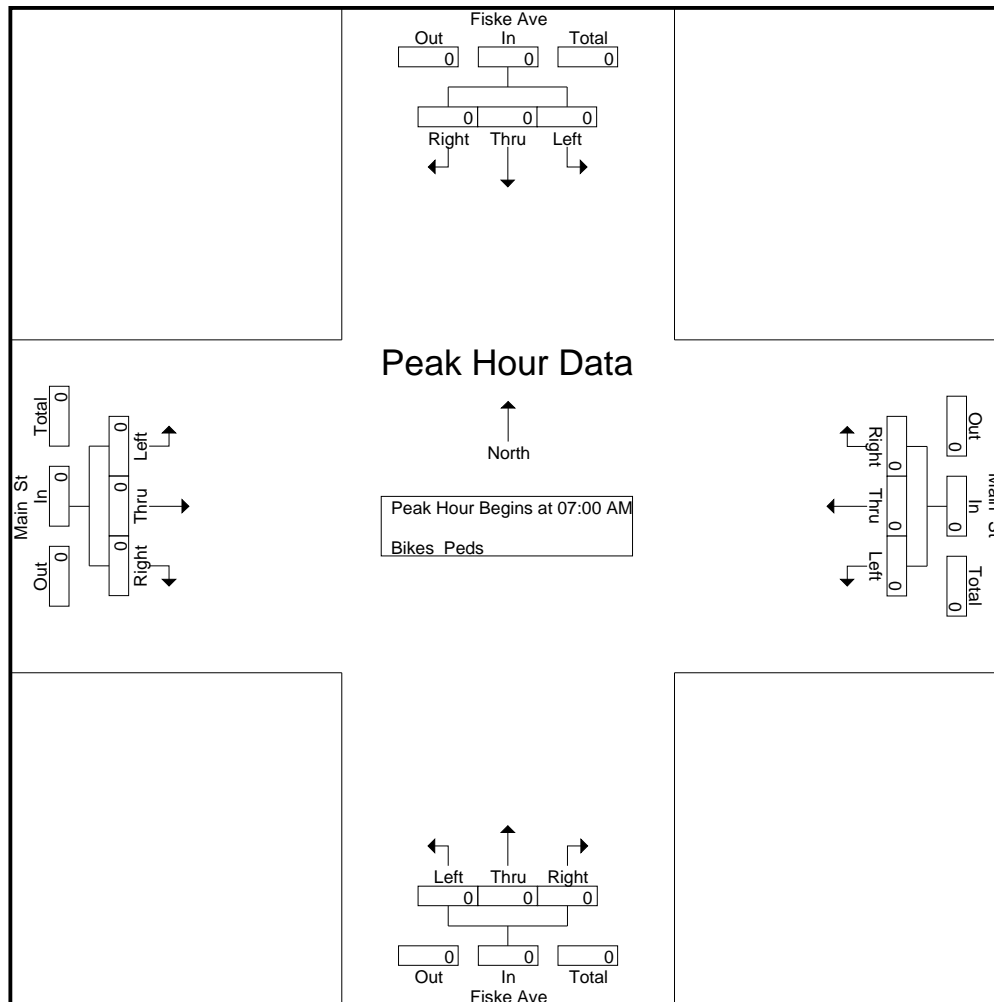 Fiske Ave
Out In Total
0 0 0
0 0 0
Right Thru Left
Peak Hour Data
North
Peak Hour Begins at 07:00 AM
Bikes Peds
Main St
Total In Out
0 0 0
0 0 0
Left Thru Right
Right Thru Left
0 0 0
0 0 0
Out In Total
Main St
Left Thru Right
0 0 0
0 0 0
Out In Total
Fiske Ave